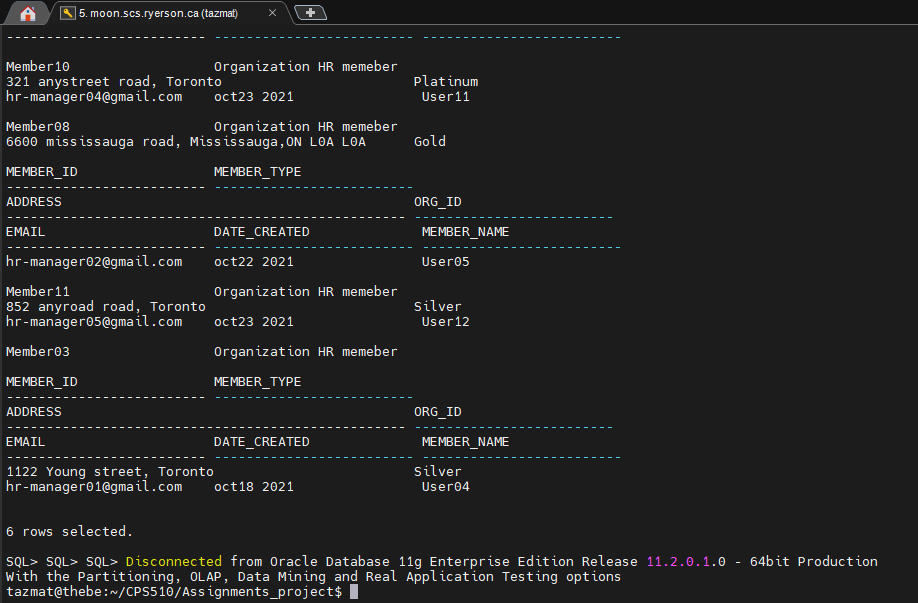 5. moon.scs.ryerson.ca (tazmat)
------------------------- ------------------------- -------------------------
Member10 Organization HR memeber
321 anystreet road, Toronto Platinum
hr-manager04@gmail.com oct23 2021 User11
Member08 Organization HR memeber
6600 mississauga road, Mississauga,ON L0A L0A Gold
MEMBER_ID MEMBER_TYPE
------------------------- -------------------------
ADDRESS ORG_ID
-------------------------------------------------- -------------------------
EMAIL DATE_CREATED MEMBER_NAME
------------------------- ------------------------- -------------------------
hr-manager02@gmail.com oct22 2021 User05
Member11 Organization HR memeber
852 anyroad road, Toronto Silver
hr-manager05@gmail.com oct23 2021 User12
Member03 Organization HR memeber
MEMBER_ID MEMBER_TYPE
------------------------- -------------------------
ADDRESS ORG_ID
-------------------------------------------------- -------------------------
EMAIL DATE_CREATED MEMBER_NAME
------------------------- ------------------------- -------------------------
1122 Young street, Toronto Silver
hr-manager01@gmail.com oct18 2021 User04
6 rows selected.
SQL> SQL> SQL> Disconnected from Oracle Database 11g Enterprise Edition Release 11.2.0.1.0 - 64bit Production
With the Partitioning, OLAP, Data Mining and Real Application Testing options
tazmat@thebe:~/CPS510/Assignments_project$